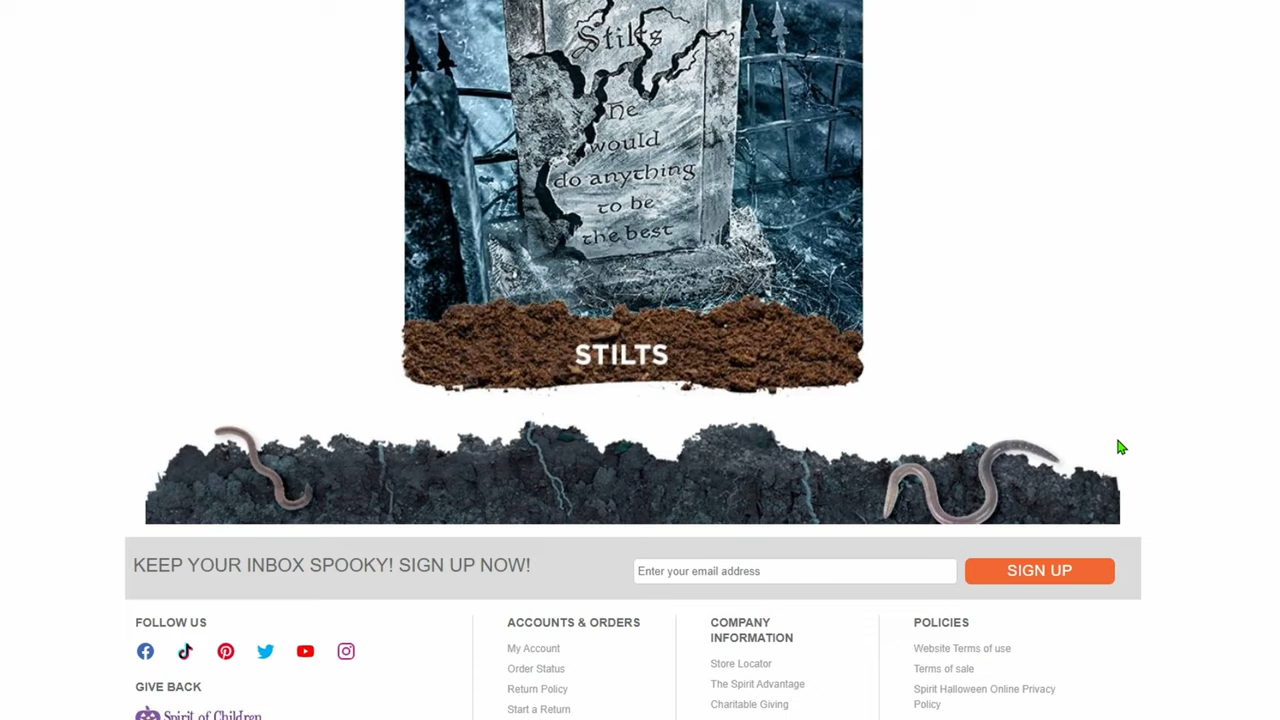 Stilts
He
would
do anything
to be
the best
STILTS
KEEP YOUR INBOX SPOOKY! SIGN UP NOW!
Enter your email address
SIGN UP
FOLLOW US
GIVE BACK
Spirit of Children
ACCOUNTS & ORDERS
My Account
Order Status
Return Policy
Start a Return
COMPANY
INFORMATION
Store Locator
The Spirit Advantage
Charitable Giving
POLICIES
Website Terms of use
Terms of sale
Spirit Halloween Online Privacy
Policy